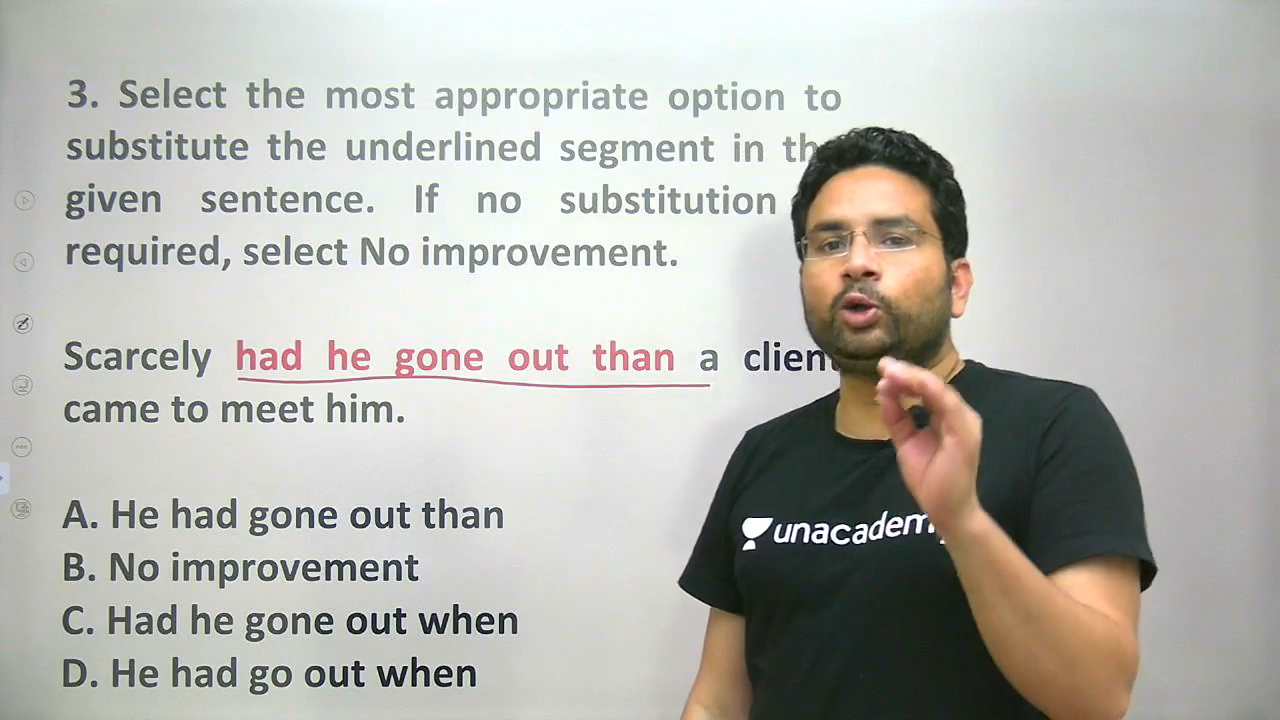 3. Select the most appropriate option to
substitute the underlined segment in
given sentence. If no substitution
required, select No improvement.
Scarcely had he gone out than a client
came to meet him.
A. He had gone out than
B. No improvement
C. Had he gone out when
D. He had go out when
unacademy